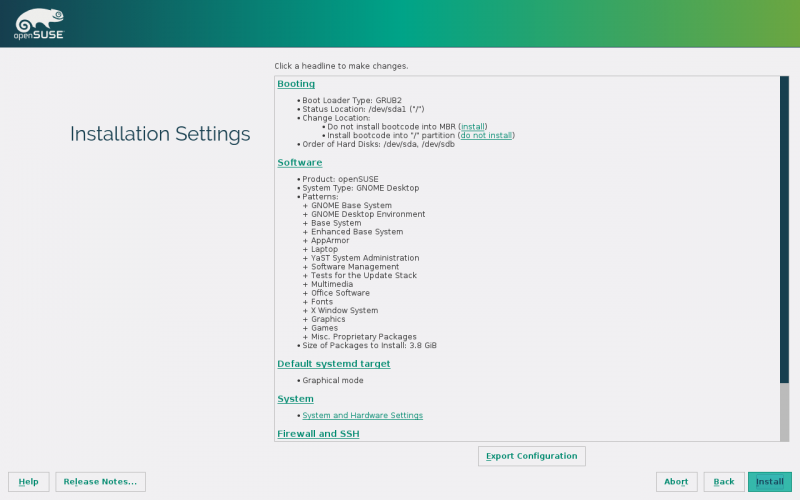 openSUSE
Click a headline to make changes.
Installation Settings
Booting
• Boot Loader Type: GRUB2
• Status Location: /dev/sda1 ("/")
• Change Location:
• Do not install bootcode into MBR (install)
• Install bootcode into "/" partition (do not install)
• Order of Hard Disks: /dev/sda, /dev/sdb
Software
• Product: openSUSE
• System Type: GNOME Desktop
• Patterns:
+ GNOME Base System
+ GNOME Desktop Environment
+ Base System
+ Enhanced Base System
+ AppArmor
+ Laptop
+ YaST System Administration
+ Software Management
+ Tests for the Update Stack
+ Multimedia
+ Office Software
+ Fonts
+ X Window System
+ Graphics
+ Games
+ Misc. Proprietary Packages
• Size of Packages to Install: 3.8 GiB
Default systemd target
• Graphical mode
System
• System and Hardware Settings
Firewall and SSH
Export Configuration
Help Release Notes... Abort Back Install